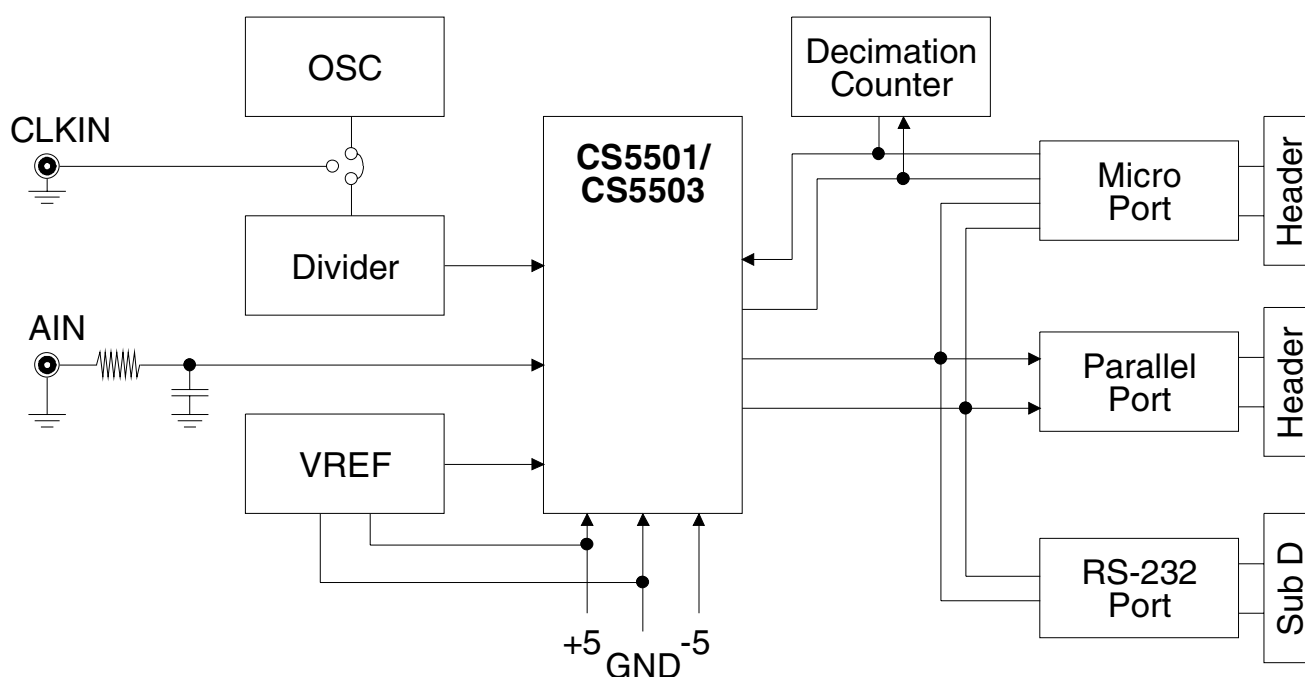 OSC
Decimation
Counter
CLKIN
CS5501/
CS5503
Micro
Port
Header
Divider
AIN
Parallel
Port
Header
VREF
RS-232
Port
Sub D
+5
GND
-5